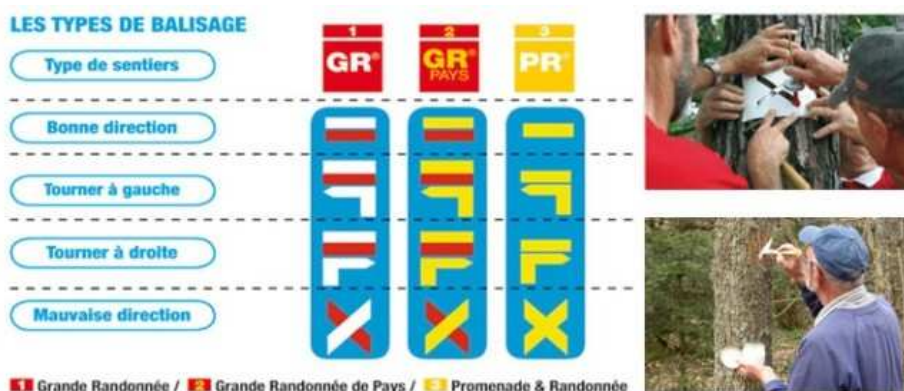 LES TYPES DE BALISAGE
1 2 3
Type de sentiers GR® GR® PR®
PAYS
Bonne direction
Tourner à gauche
Tourner à droite
Mauvaise direction
1 Grande Randonnée / 2 Grande Randonnée de Pays / 3 Promenade & Randonnée